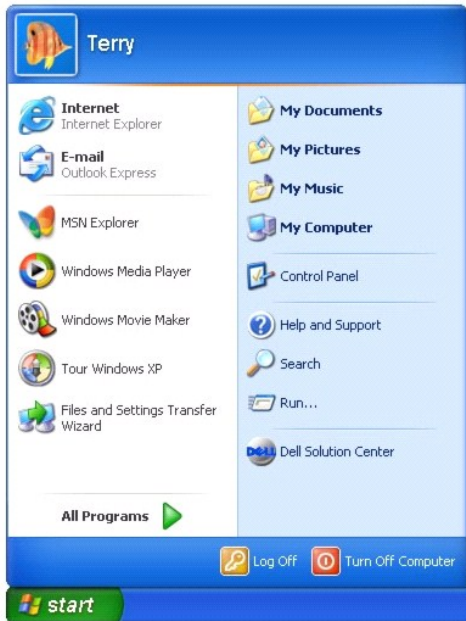 Terry
Internet
Internet Explorer
E-mail
Outlook Express
MSN Explorer
Windows Media Player
Windows Movie Maker
Tour Windows XP
Files and Settings Transfer
Wizard
All Programs
My Documents
My Pictures
My Music
My Computer
Control Panel
Help and Support
Search
Run...
DELL
Dell Solution Center
Log Off
Turn Off Computer
start